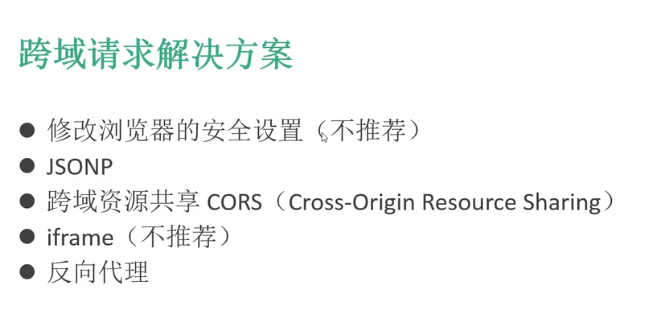 跨域请求解决方案
● 修改浏览器的安全设置（不推荐）
● JSONP
● 跨域资源共享 CORS（Cross-Origin Resource Sharing）
● iframe（不推荐）
● 反向代理